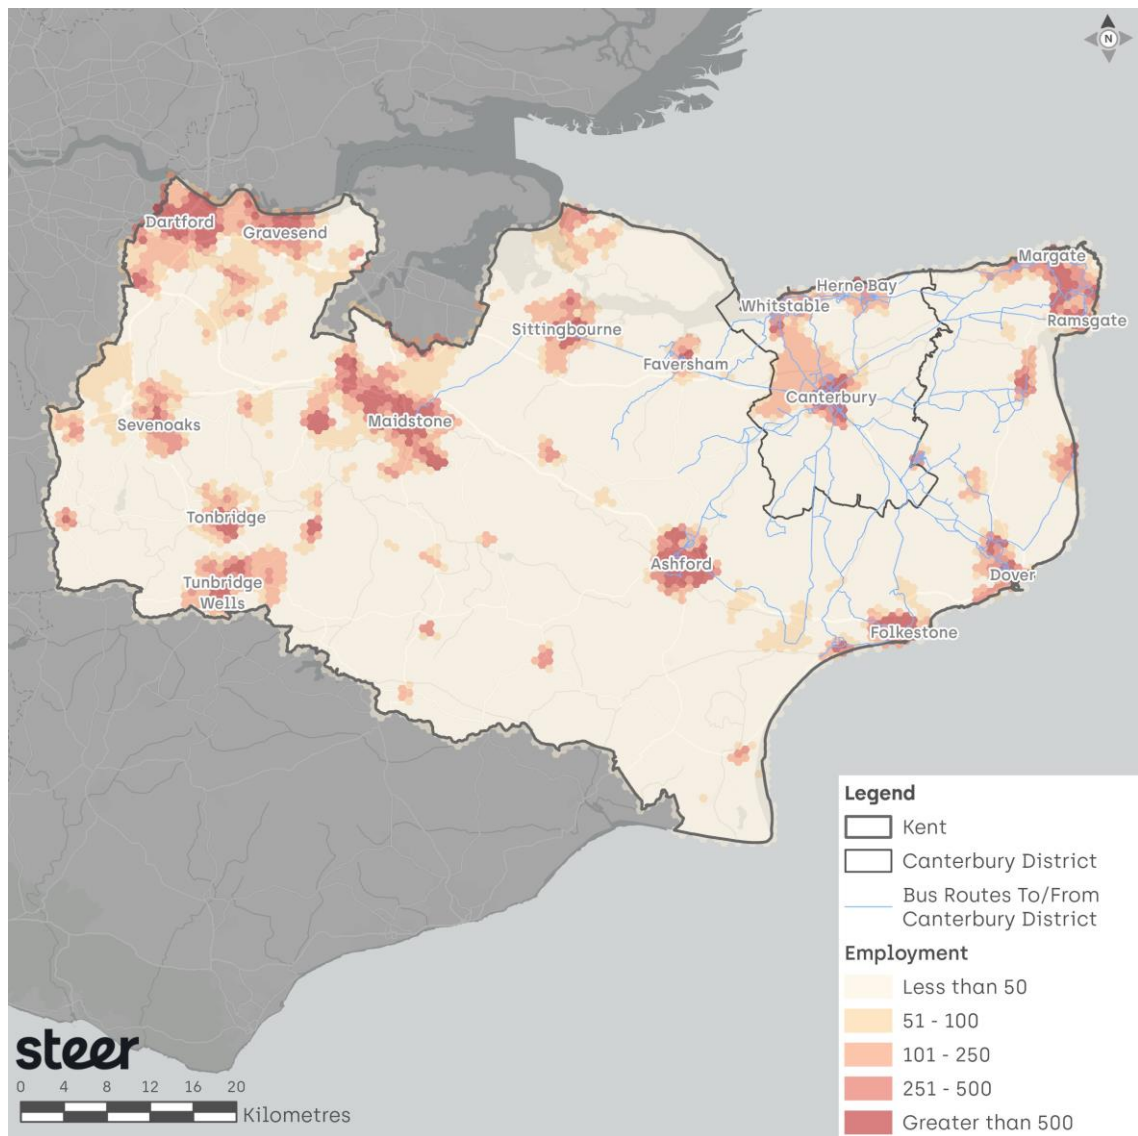 N
Dartford
Gravesend
Margate
Herne Bay
Whitstable
Ramsgate
Sittingbourne
Faversham
Canterbury
Sevenoaks
Maidstone
Tonbridge
Ashford
Tunbridge
Wells
Dover
Folkestone
Legend
Kent
Canterbury District
Bus Routes To/From
Canterbury District
Employment
Less than 50
51 - 100
101 - 250
251 - 500
Greater than 500
steer
0 4 8 12 16 20
Kilometres